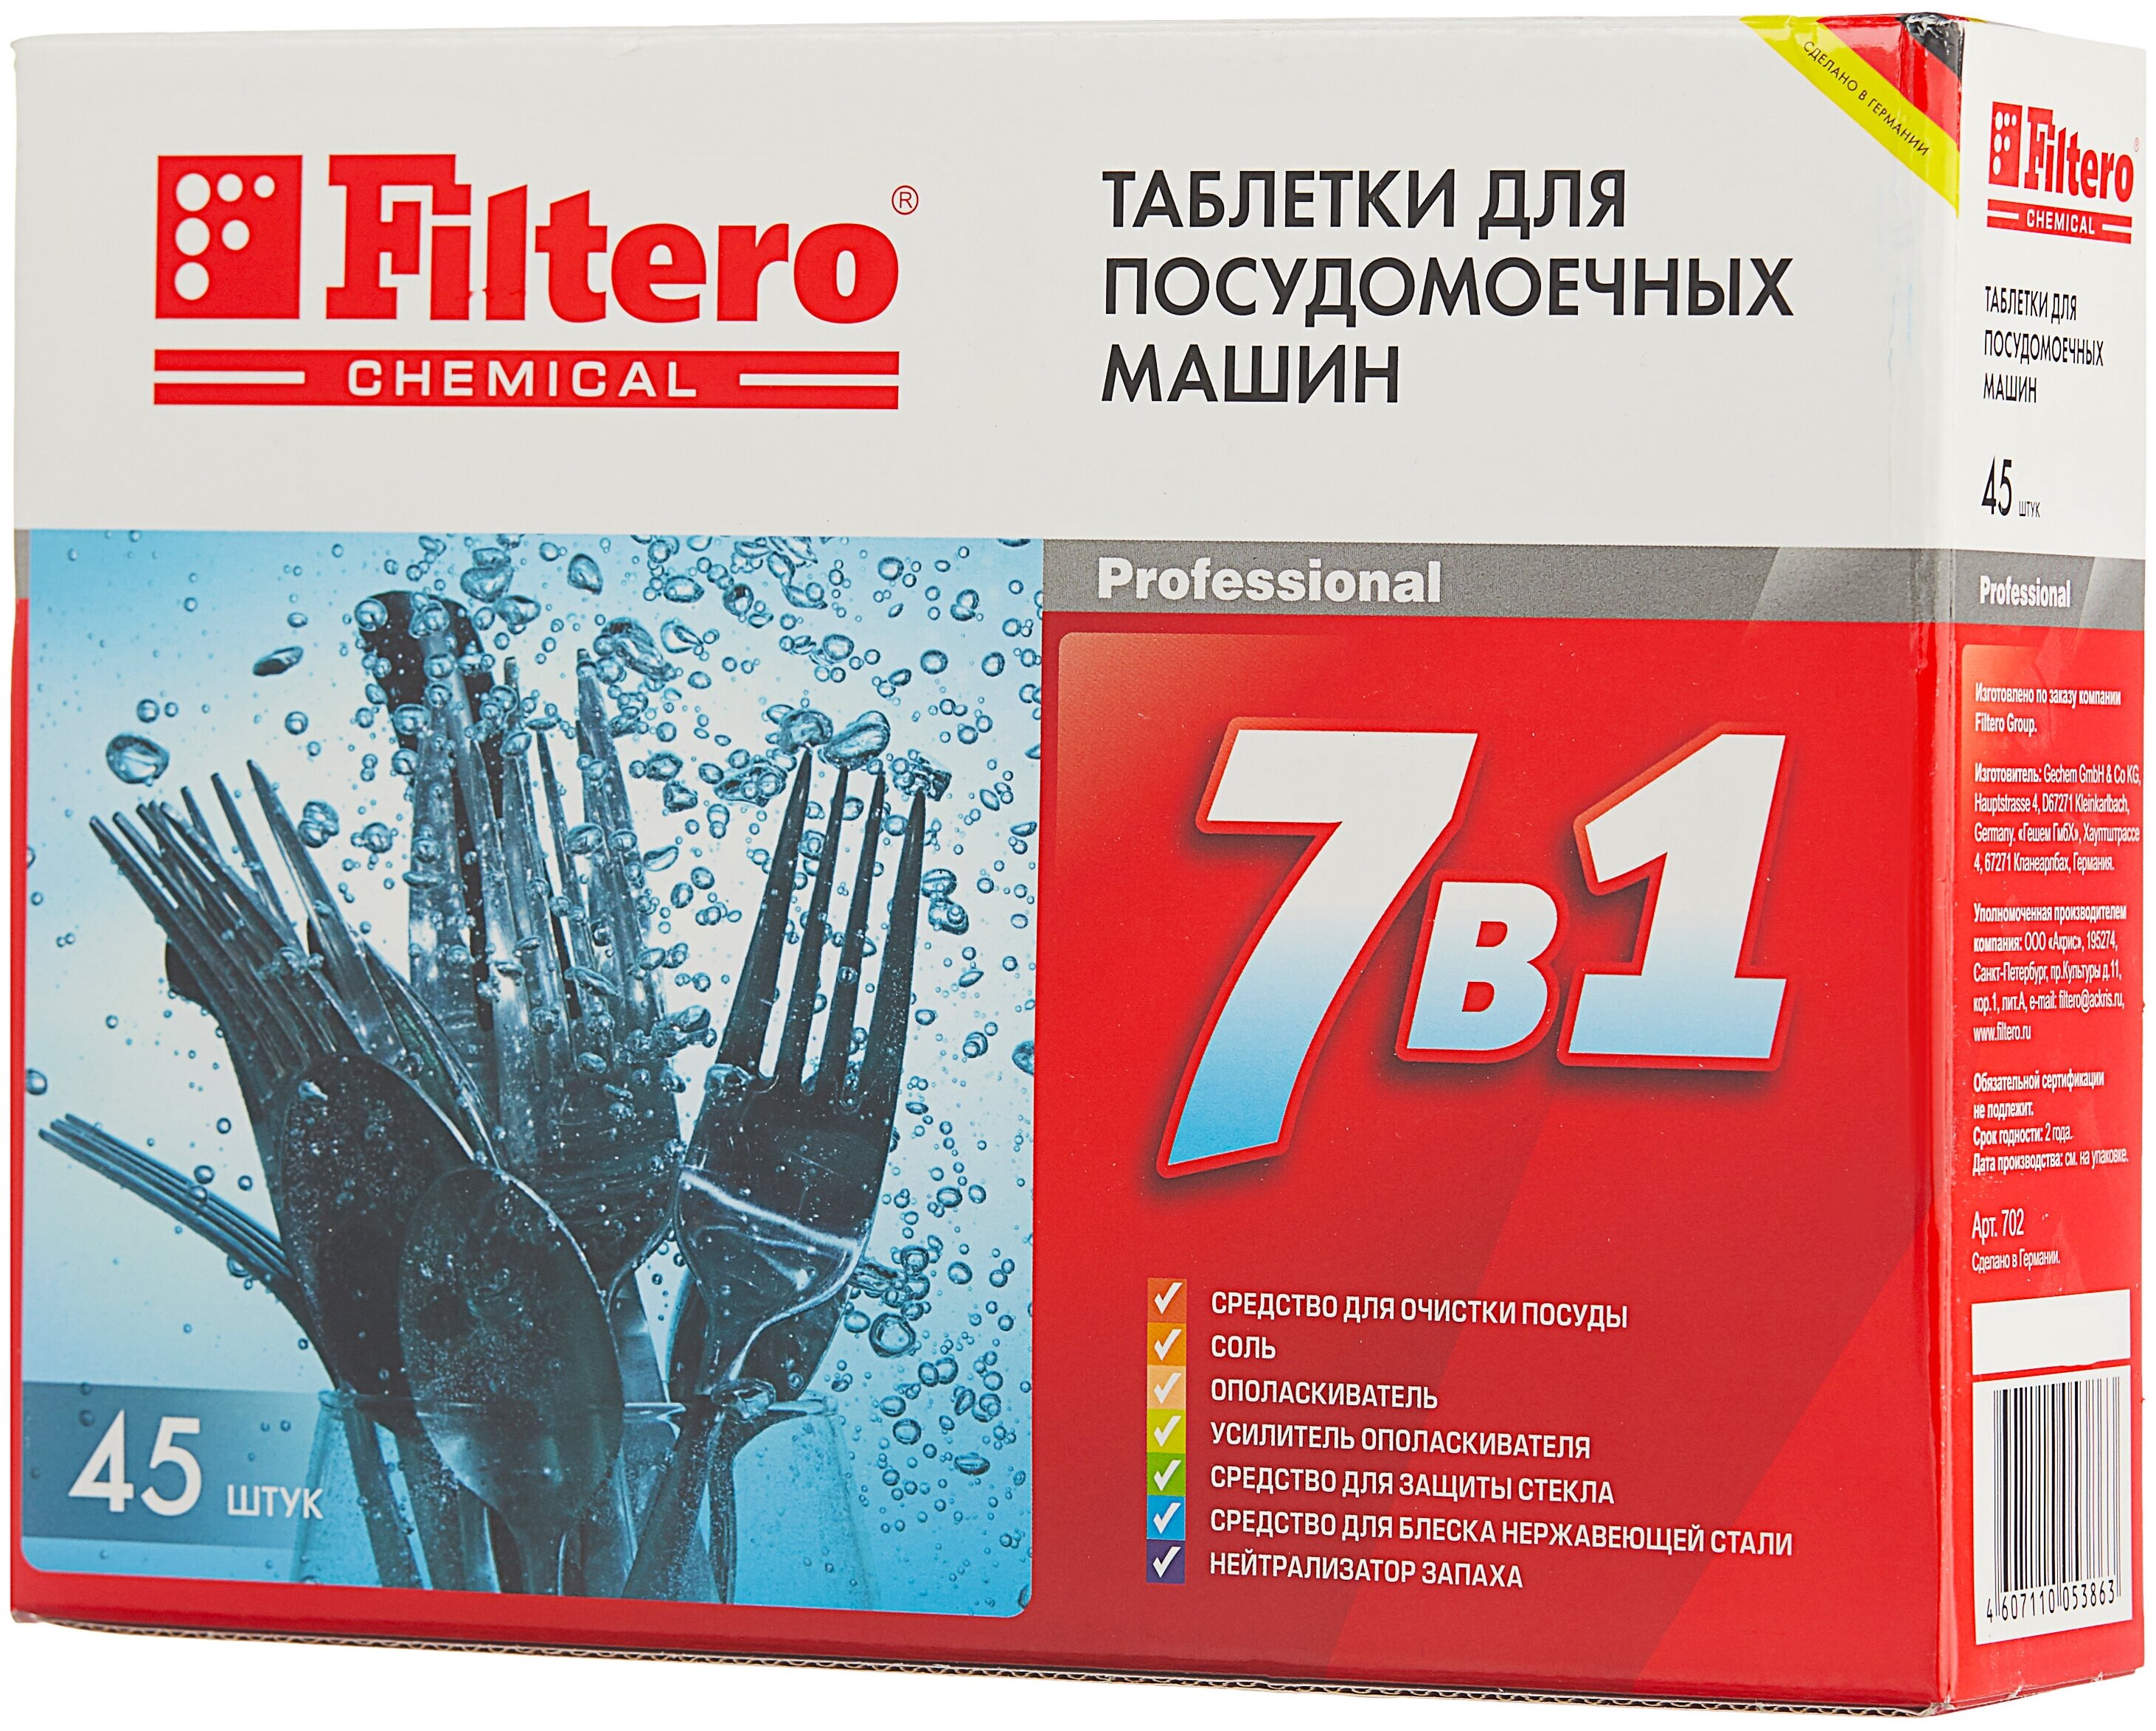 Filtero®
CHEMICAL
ТАБЛЕТКИ ДЛЯ
ПОСУДОМОЕЧНЫХ
МАШИН
СДЕЛАНО В ГЕРМАНИИ
Professional
7 в 1
СРЕДСТВО ДЛЯ ОЧИСТКИ ПОСУДЫ
СОЛЬ
ОПОЛАСКИВАТЕЛЬ
УСИЛИТЕЛЬ ОПОЛАСКИВАТЕЛЯ
СРЕДСТВО ДЛЯ ЗАЩИТЫ СТЕКЛА
СРЕДСТВО ДЛЯ БЛЕСКА НЕРЖАВЕЮЩЕЙ СТАЛИ
НЕЙТРАЛИЗАТОР ЗАПАХА
45 ШТУК
Filtero®
CHEMICAL
ТАБЛЕТКИ ДЛЯ
ПОСУДОМОЕЧНЫХ
МАШИН
45 ШТУК
Professional
Изготовлено по заказу компании
Filtero Group.
Изготовитель: Gechem GmbH & Co KG,
Hauptstrasse 4, D67271 Kleinkarlbach,
Germany. «Гешем ГмбХ», Хауптштрассе
4, 67271 Кланеарлбах, Германия.
Уполномоченная производителем
компания: ООО «Акрис», 195274,
Санкт-Петербург, пр.Культуры д.11,
кор.1, лит.А, e-mail: filtero@ackris.ru,
www.filtero.ru
Обязательной сертификации
не подлежит.
Срок годности: 2 года.
Дата производства: см. на упаковке.
Арт. 702
Сделано в Германии.
4 607110 053863